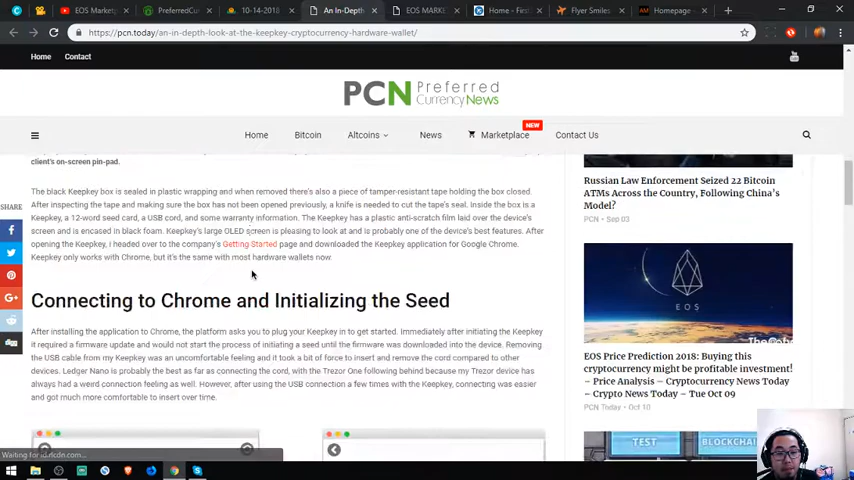 EOS Market
PreferredCur
10-14-2018
An In-Depth
EOS MARKE
Home - First
Flyer Smiles
Homepage -
https://pcn.today/an-in-depth-look-at-the-keepkey-cryptocurrency-hardware-wallet/
Home Contact
PCN Preferred
Currency News
NEW
Home Bitcoin Altcoins News Marketplace Contact Us
client's on-screen pin-pad.
The black Keepkey box is sealed in plastic wrapping and when removed there's also a piece of tamper-resistant tape holding the box closed.
After inspecting the tape and making sure the box has not been opened previously, a knife is needed to cut the tape's seal. Inside the box is a
Keepkey, a 12-word seed card, a USB cord, and some warranty information. The Keepkey has a plastic anti-scratch film laid over the device's
screen and is encased in black foam. Keepkey's large OLED screen is pleasing to look at and is probably one of the device's best features. After
opening the Keepkey, i headed over to the company's Getting Started page and downloaded the Keepkey application for Google Chrome.
Keepkey only works with Chrome, but it's the same with most hardware wallets now.
Connecting to Chrome and Initializing the Seed
After installing the application to Chrome, the platform asks you to plug your Keepkey in to get started. Immediately after initiating the Keepkey
it required a firmware update and would not start the process of initiating a seed until the firmware was downloaded into the device. Removing
the USB cable from my Keepkey was an uncomfortable feeling and it took a bit of force to insert and remove the cord compared to other
devices. Ledger Nano is probably the best as far as connecting the cord, with the Trezor One following behind because my Trezor device has
always had a weird connection feeling as well. However, after using the USB connection a few times with the Keepkey, connecting was easier
and got much more comfortable to insert over time.
SHARE
Russian Law Enforcement Seized 22 Bitcoin
ATMs Across the Country, Following China's
Model?
PCN - Sep 03
EOS
EOS Price Prediction 2018: Buying this
cryptocurrency might be profitable investment!
– Price Analysis – Cryptocurrency News Today
– Crypto News Today – Tue Oct 09
PCN Today - Oct 10
TEST
BLOCKCHA